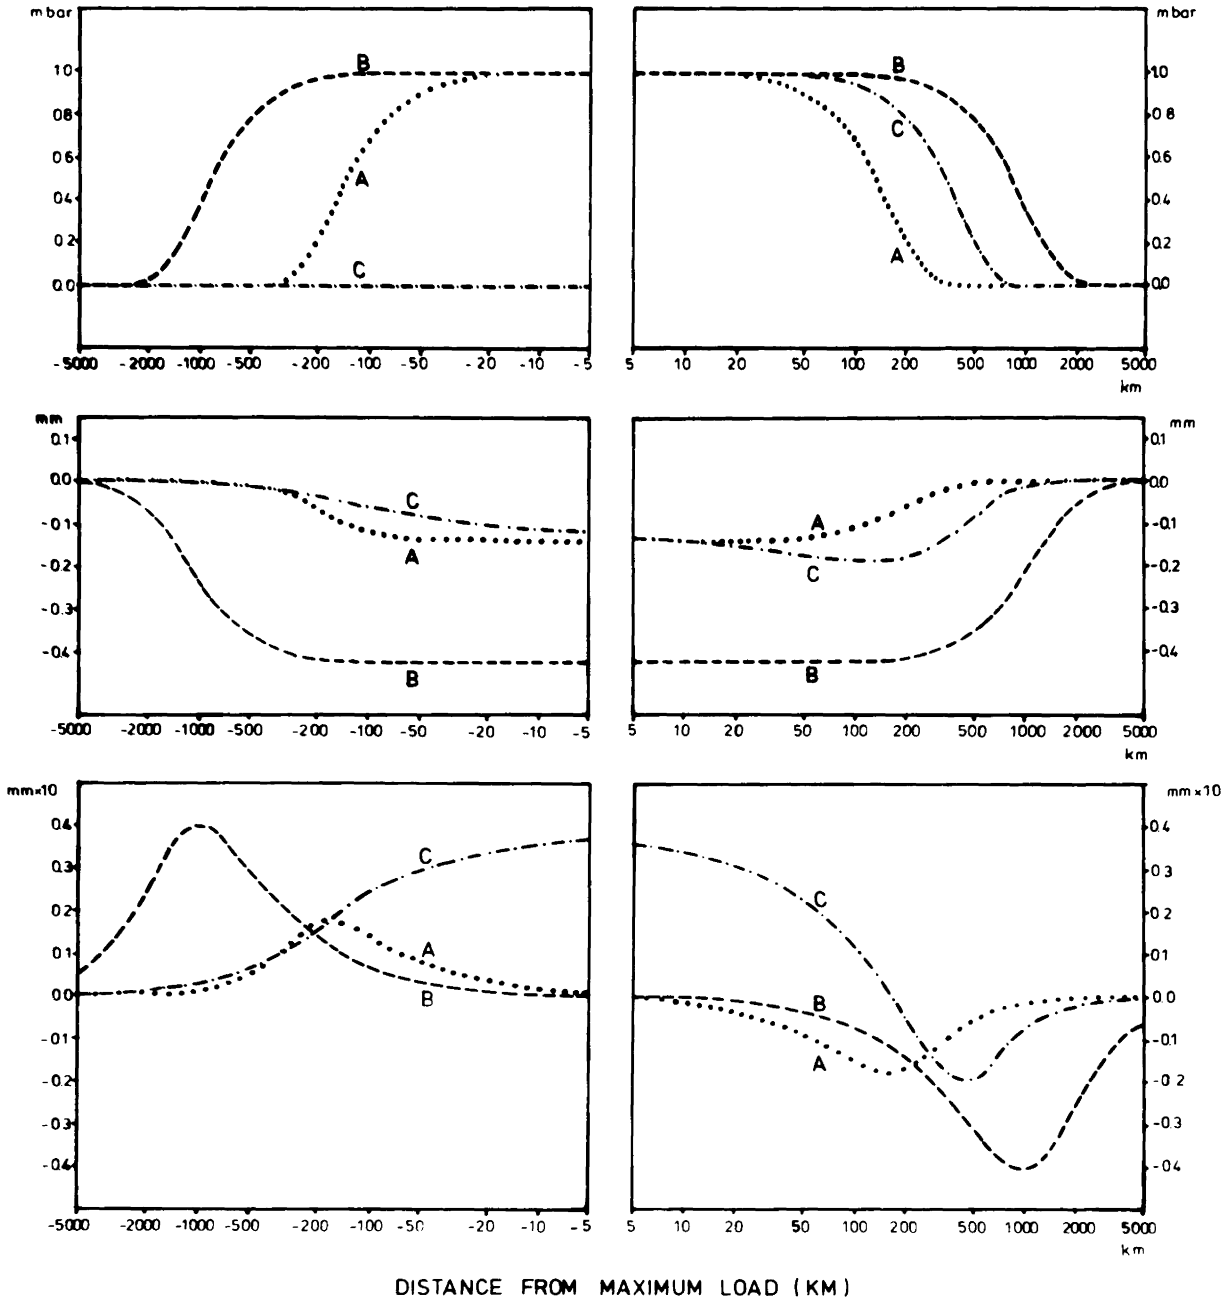 mbar mbar
B B
1.0 1.0
0.8 0.8
C
0.6 0.6
A
0.4 0.4
0.2 A 0.2
C
0.0 0.0
-5000 -2000 -1000 -500 -200 -100 -50 -20 -10 -5 5 10 20 50 100 200 500 1000 2000 5000
km
mm mm
0.1 0.1
0.0 0.0
C
-0.1 A -0.1
A
-0.2 C -0.2
-0.3 -0.3
-0.4 -0.4
B B
-5000 -2000 -1000 -500 -200 -100 -50 -20 -10 -5 5 10 20 50 100 200 500 1000 2000 5000
km
mm×10 mm×10
0.4 0.4
C
0.3 0.3
C
0.2 0.2
A
0.1 0.1
0.0 B B 0.0
-0.1 -0.1
A
-0.2 -0.2
-0.3 -0.3
-0.4 -0.4
-5000 -2000 -1000 -500 -200 -100 -50 -20 -10 -5 5 10 20 50 100 200 500 1000 2000 5000
km
DISTANCE FROM MAXIMUM LOAD (KM)